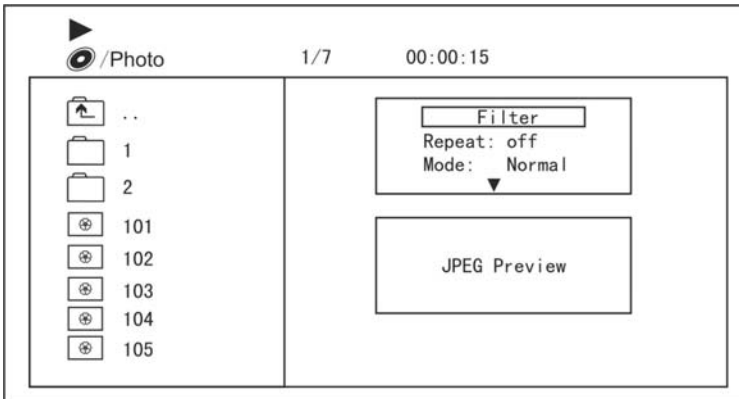 /Photo 1/7 00:00:15
..
1
2
101
102
103
104
105
Filter
Repeat: off
Mode: Normal
JPEG Preview